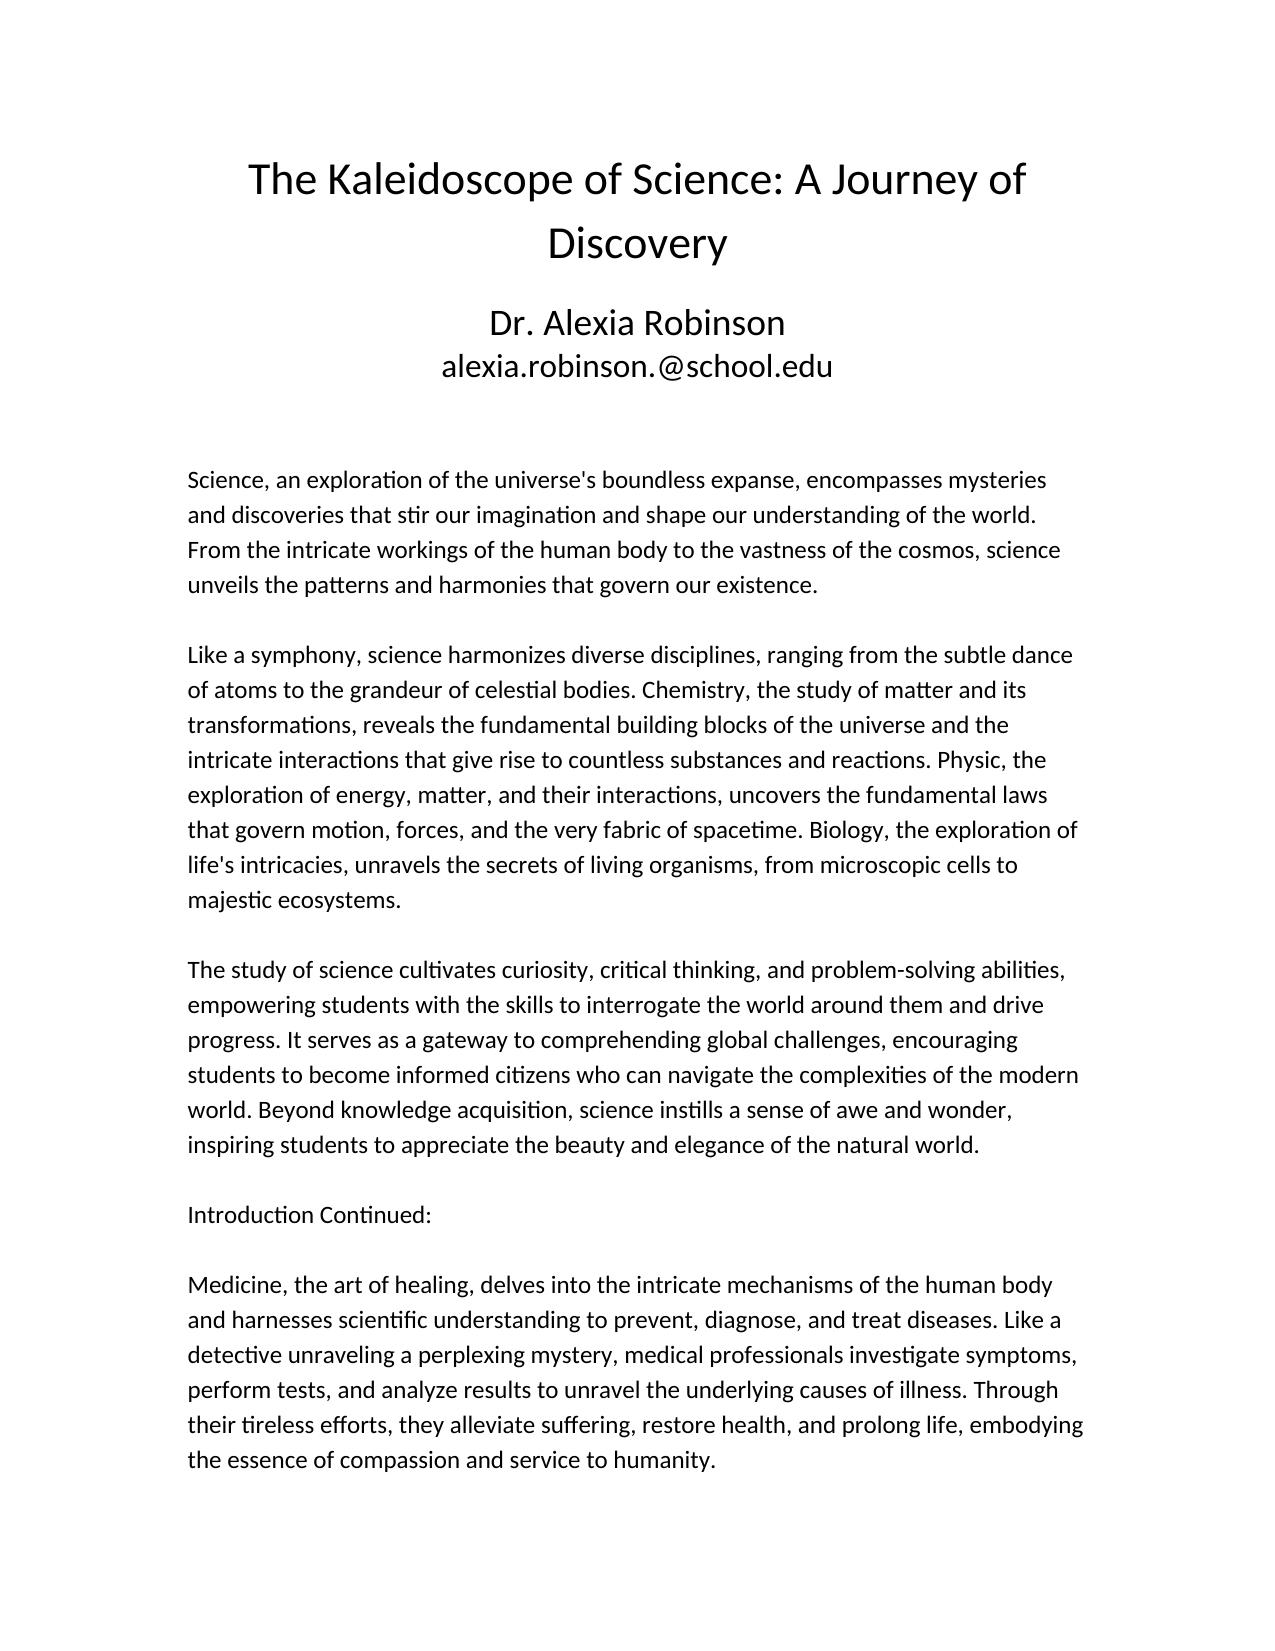 The Kaleidoscope of Science: A Journey of
Discovery
Dr. Alexia Robinson
alexia.robinson.@school.edu
Science, an exploration of the universe's boundless expanse, encompasses mysteries
and discoveries that stir our imagination and shape our understanding of the world.
From the intricate workings of the human body to the vastness of the cosmos, science
unveils the patterns and harmonies that govern our existence.
Like a symphony, science harmonizes diverse disciplines, ranging from the subtle dance
of atoms to the grandeur of celestial bodies. Chemistry, the study of matter and its
transformations, reveals the fundamental building blocks of the universe and the
intricate interactions that give rise to countless substances and reactions. Physic, the
exploration of energy, matter, and their interactions, uncovers the fundamental laws
that govern motion, forces, and the very fabric of spacetime. Biology, the exploration of
life's intricacies, unravels the secrets of living organisms, from microscopic cells to
majestic ecosystems.
The study of science cultivates curiosity, critical thinking, and problem-solving abilities,
empowering students with the skills to interrogate the world around them and drive
progress. It serves as a gateway to comprehending global challenges, encouraging
students to become informed citizens who can navigate the complexities of the modern
world. Beyond knowledge acquisition, science instills a sense of awe and wonder,
inspiring students to appreciate the beauty and elegance of the natural world.
Introduction Continued:
Medicine, the art of healing, delves into the intricate mechanisms of the human body
and harnesses scientific understanding to prevent, diagnose, and treat diseases. Like a
detective unraveling a perplexing mystery, medical professionals investigate symptoms,
perform tests, and analyze results to unravel the underlying causes of illness. Through
their tireless efforts, they alleviate suffering, restore health, and prolong life, embodying
the essence of compassion and service to humanity.